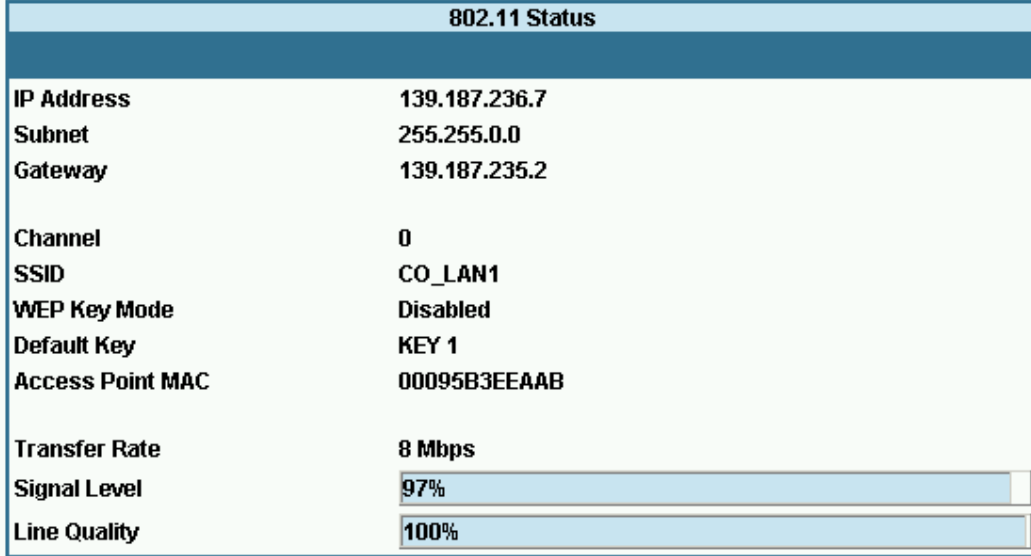 802.11 Status
IP Address 139.187.236.7
Subnet 255.255.0.0
Gateway 139.187.235.2
Channel 0
SSID CO_LAN1
WEP Key Mode Disabled
Default Key KEY 1
Access Point MAC 00095B3EEAAB
Transfer Rate 8 Mbps
Signal Level 97%
Line Quality 100%